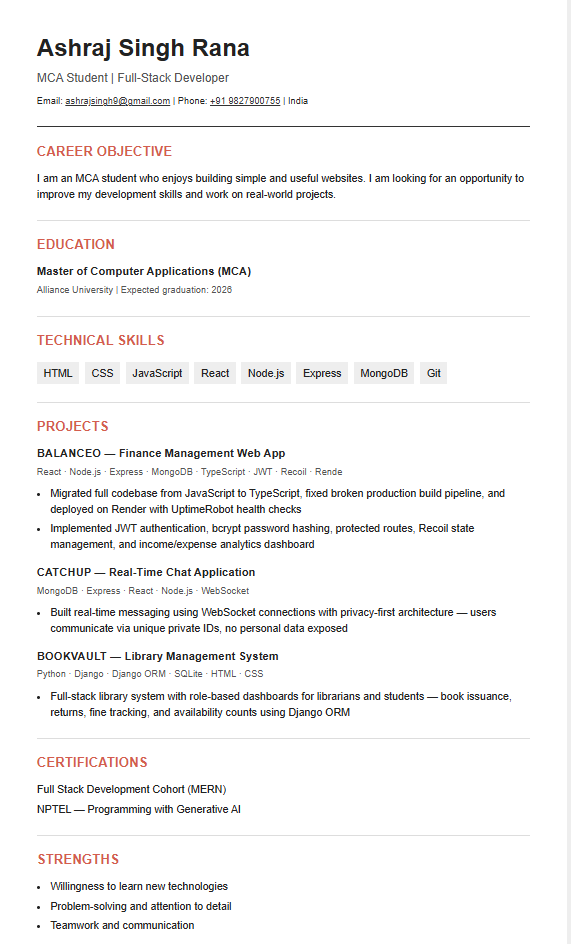 Ashraj Singh Rana
MCA Student | Full-Stack Developer
Email: ashrajsingh9@gmail.com | Phone: +91 9827900755 | India
CAREER OBJECTIVE
I am an MCA student who enjoys building simple and useful websites. I am looking for an opportunity to
improve my development skills and work on real-world projects.
EDUCATION
Master of Computer Applications (MCA)
Alliance University | Expected graduation: 2026
TECHNICAL SKILLS
HTML CSS JavaScript React Node.js Express MongoDB Git
PROJECTS
BALANCEO — Finance Management Web App
React · Node.js · Express · MongoDB · TypeScript · JWT · Recoil · Rende
• Migrated full codebase from JavaScript to TypeScript, fixed broken production build pipeline, and
deployed on Render with UptimeRobot health checks
• Implemented JWT authentication, bcrypt password hashing, protected routes, Recoil state
management, and income/expense analytics dashboard
CATCHUP — Real-Time Chat Application
MongoDB · Express · React · Node.js · WebSocket
• Built real-time messaging using WebSocket connections with privacy-first architecture — users
communicate via unique private IDs, no personal data exposed
BOOKVAULT — Library Management System
Python · Django · Django ORM · SQLite · HTML · CSS
• Full-stack library system with role-based dashboards for librarians and students — book issuance,
returns, fine tracking, and availability counts using Django ORM
CERTIFICATIONS
Full Stack Development Cohort (MERN)
NPTEL — Programming with Generative AI
STRENGTHS
• Willingness to learn new technologies
• Problem-solving and attention to detail
• Teamwork and communication